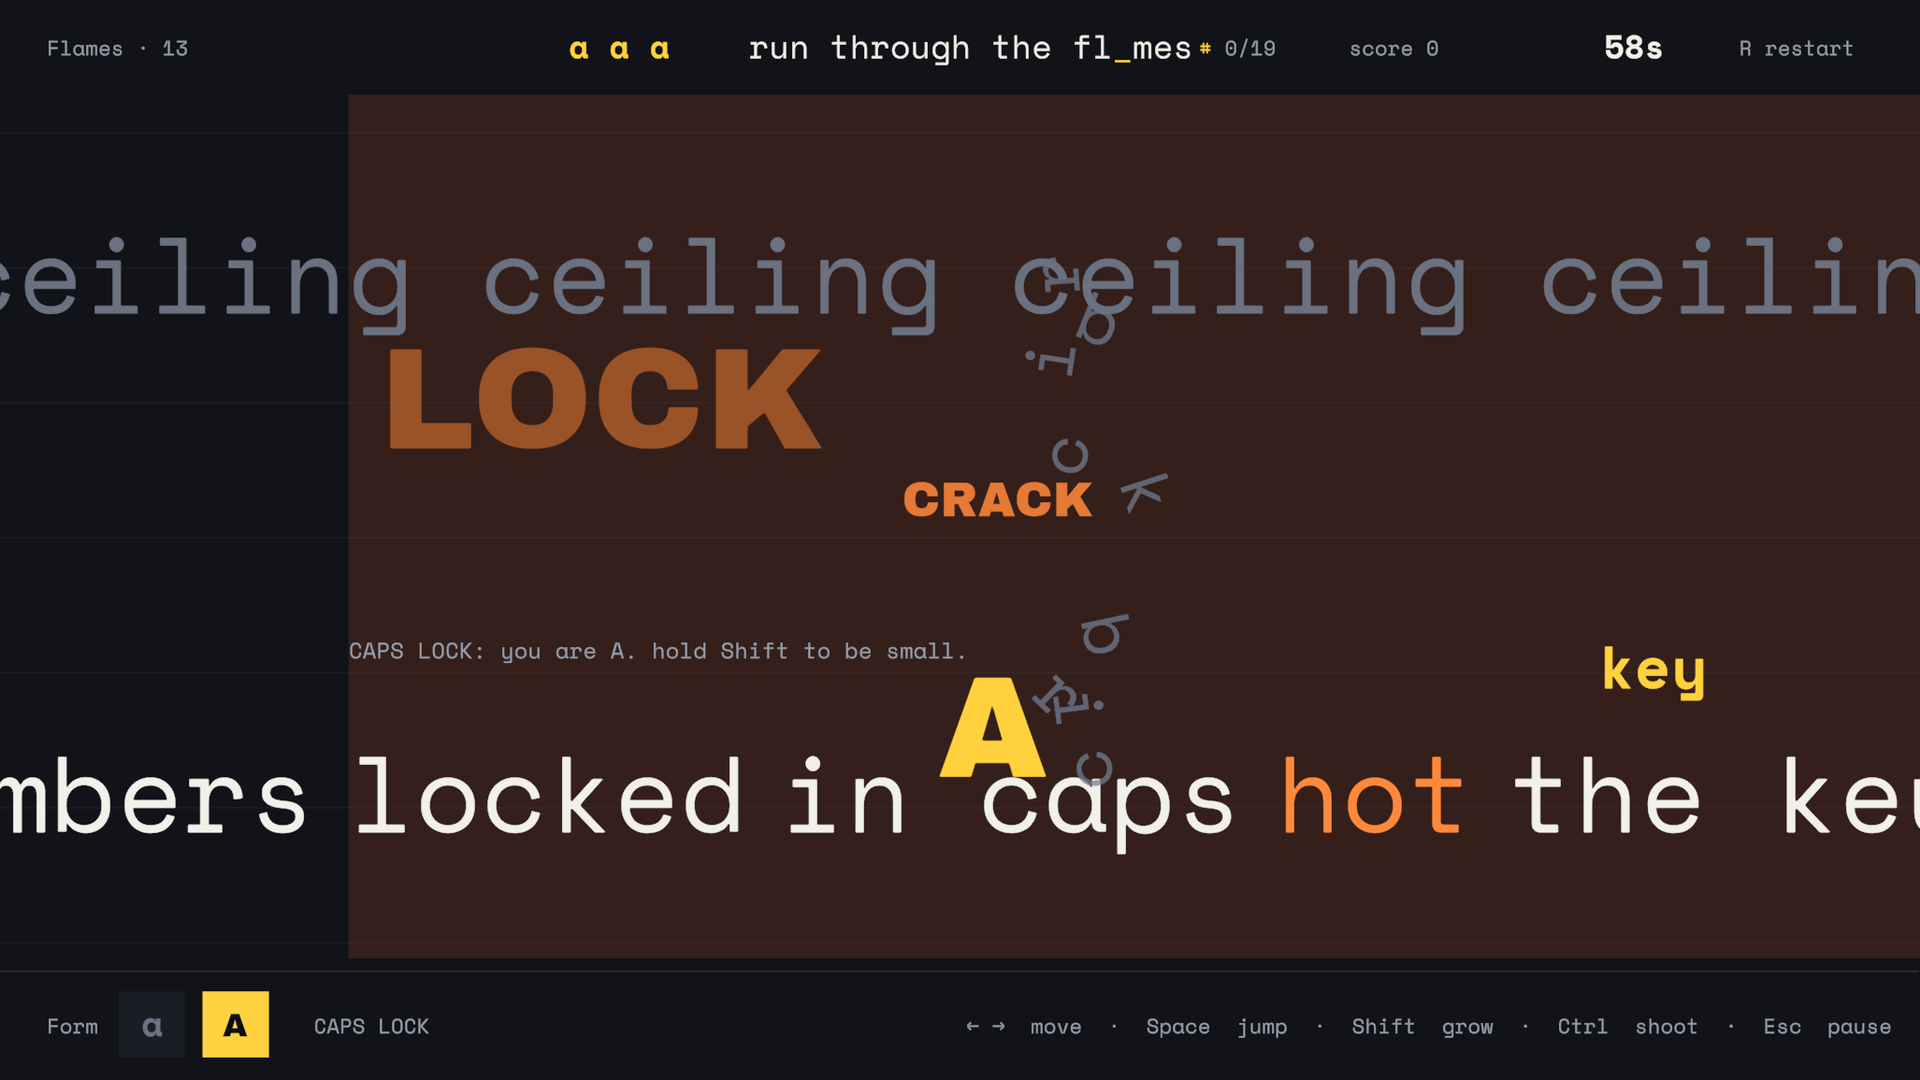 Flames · 13
a a a
run through the fl_mes
# 0/19
score 0
58s
R restart
ceiling ceiling ceiling ceilin
LOCK
CRACK
CAPS LOCK: you are A. hold Shift to be small.
key
A
mbers locked in caps hot the key
Form a A CAPS LOCK
← → move · Space jump · Shift grow · Ctrl shoot · Esc pause